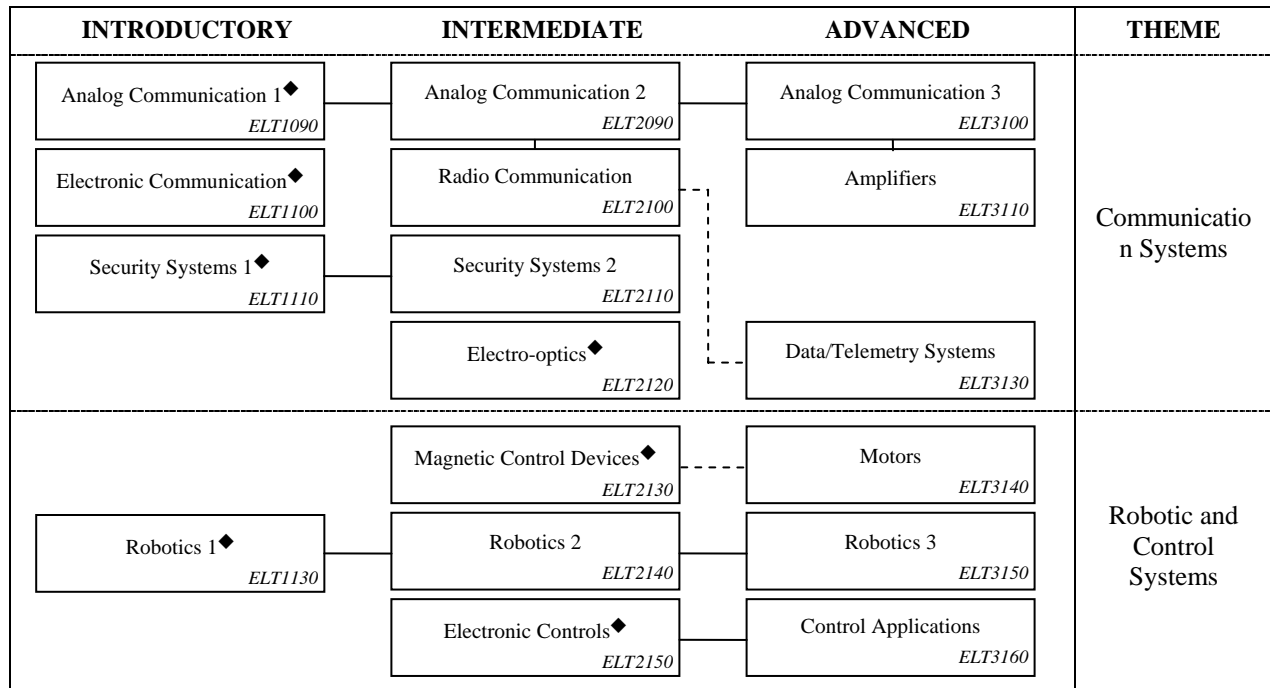 INTRODUCTORY INTERMEDIATE ADVANCED THEME
Analog Communication 1◆ Analog Communication 2 Analog Communication 3
ELT1090 ELT2090 ELT3100
Electronic Communication◆ Radio Communication Amplifiers
ELT1100 ELT2100 ELT3110
Communicatio
n Systems
Security Systems 1◆ Security Systems 2
ELT1110 ELT2110
Electro-optics◆ Data/Telemetry Systems
ELT2120 ELT3130
Magnetic Control Devices◆ Motors
ELT2130 ELT3140
Robotics 1◆ Robotics 2 Robotics 3
ELT1130 ELT2140 ELT3150
Robotic and
Control
Systems
Electronic Controls◆ Control Applications
ELT2150 ELT3160